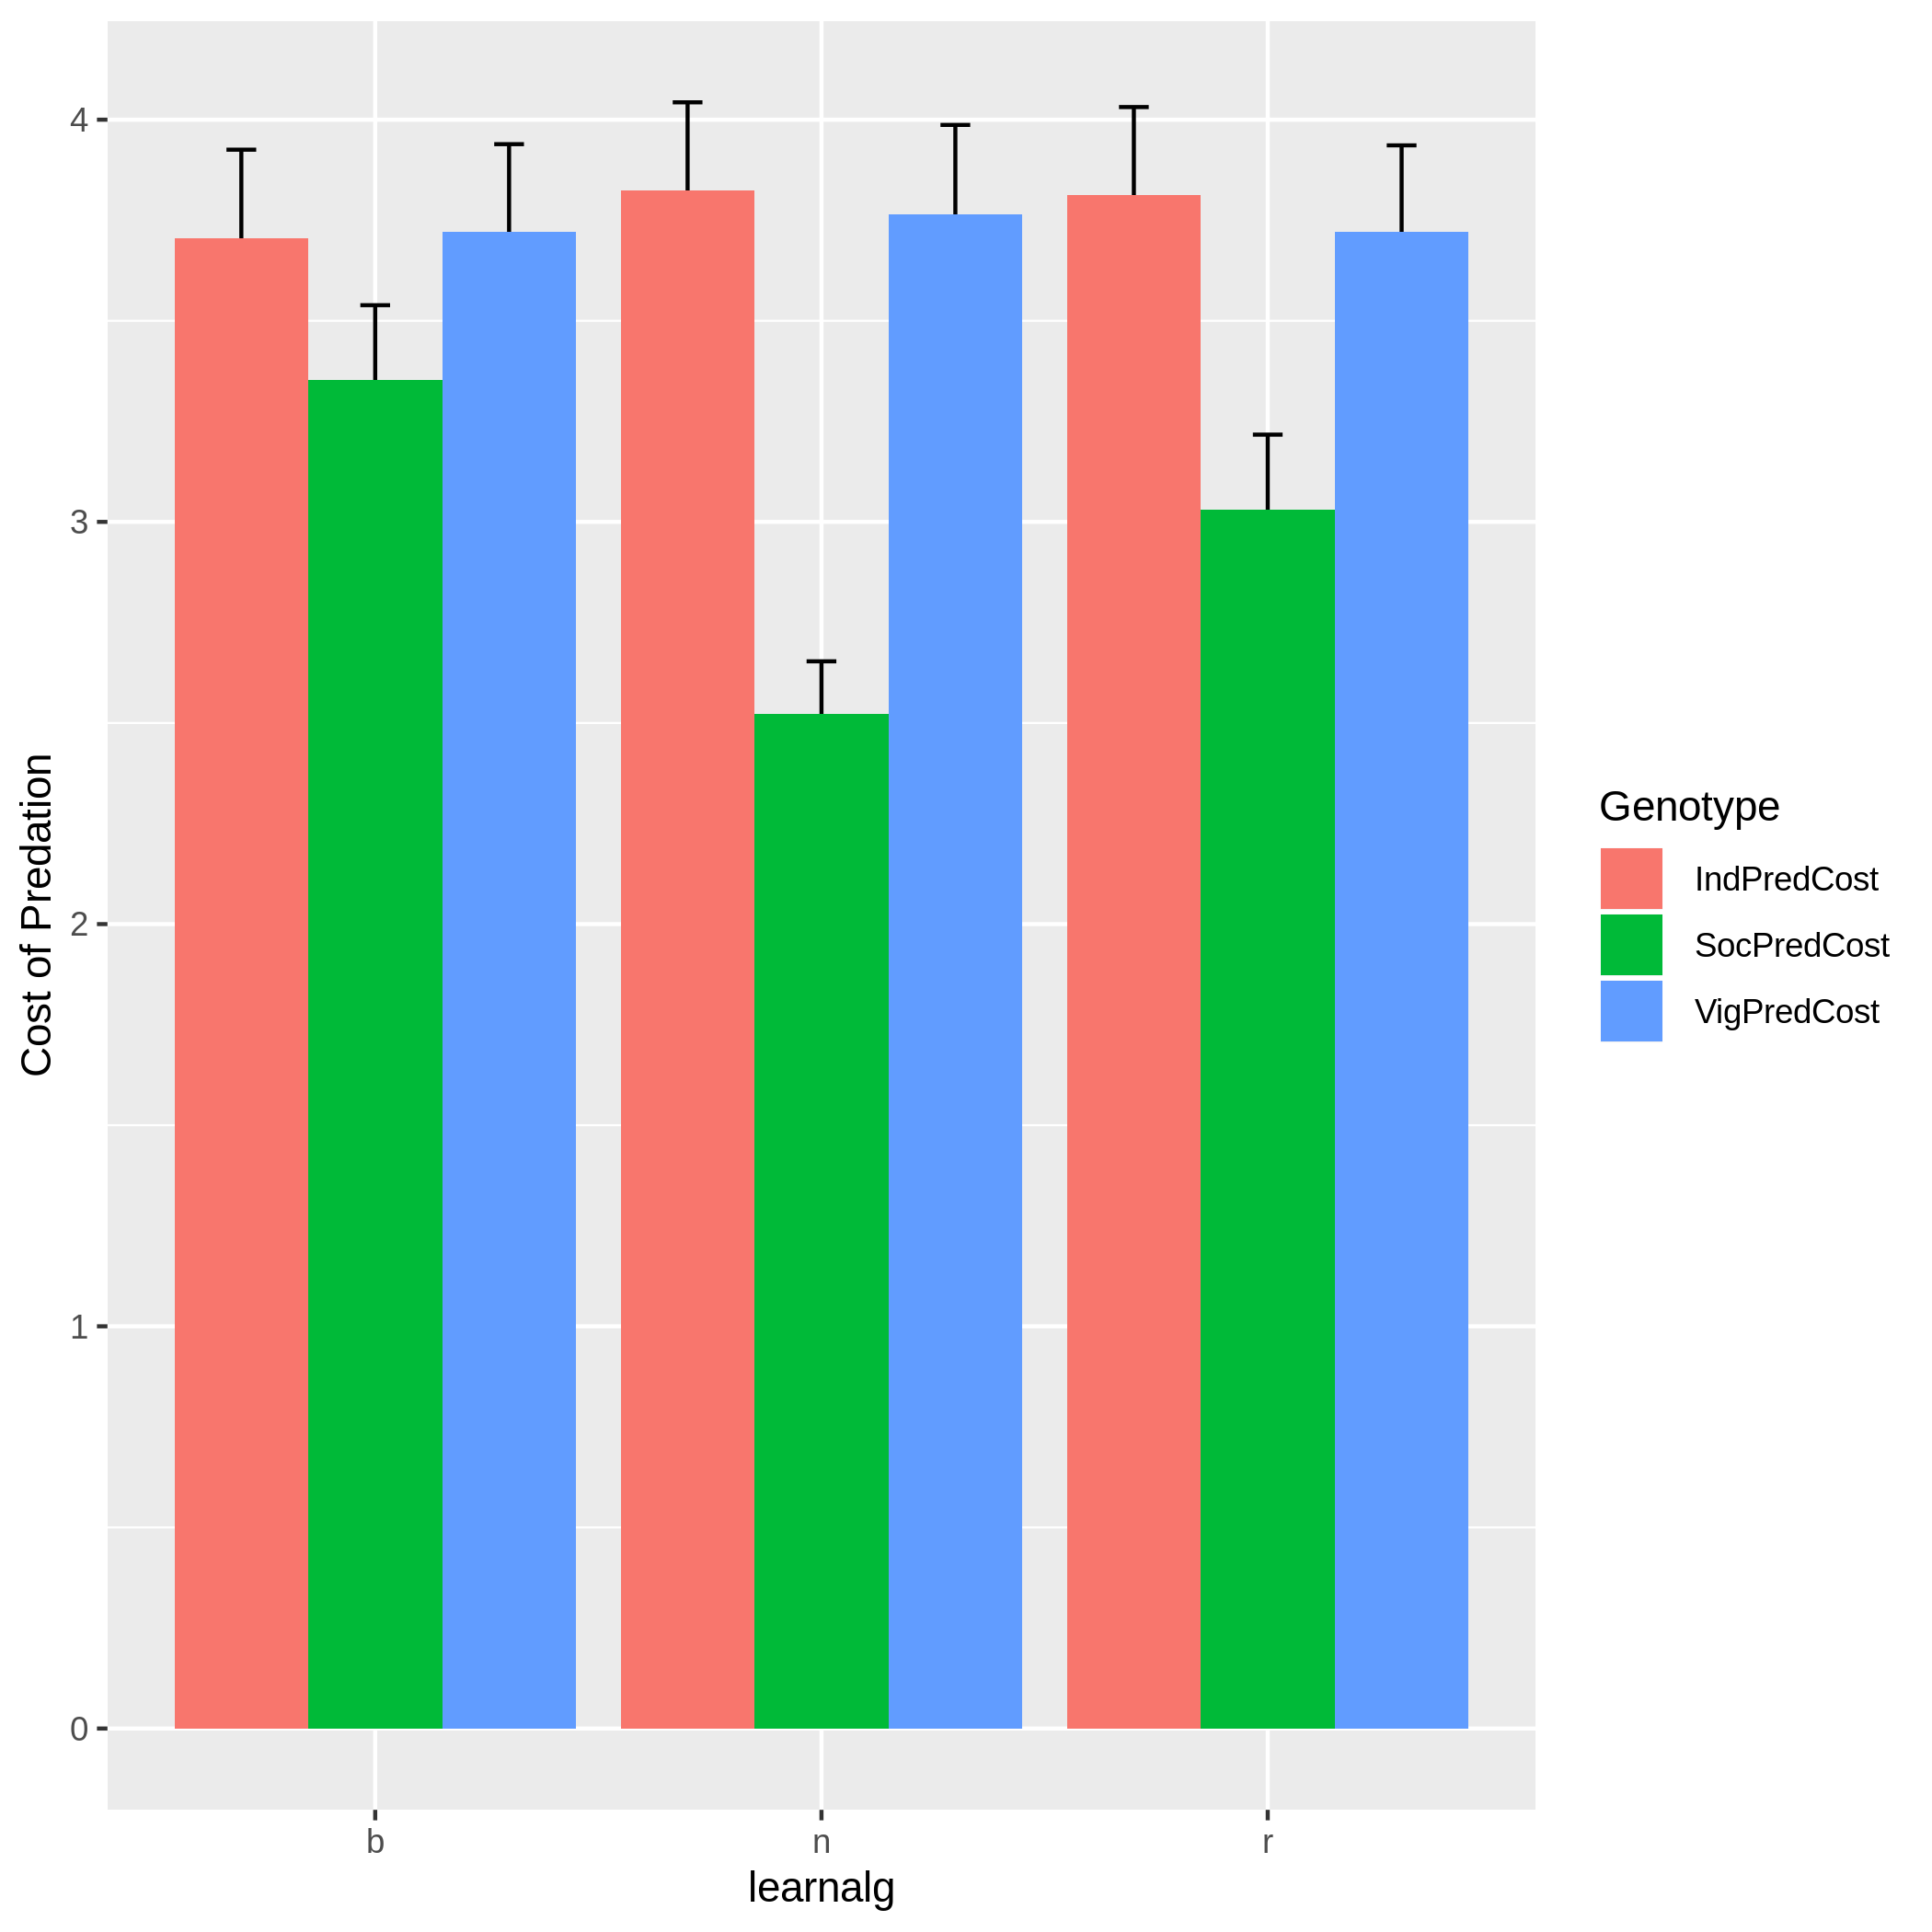 Cost of Predation
4
3
2
1
0
b
n
r
learnalg
Genotype
IndPredCost
SocPredCost
VigPredCost